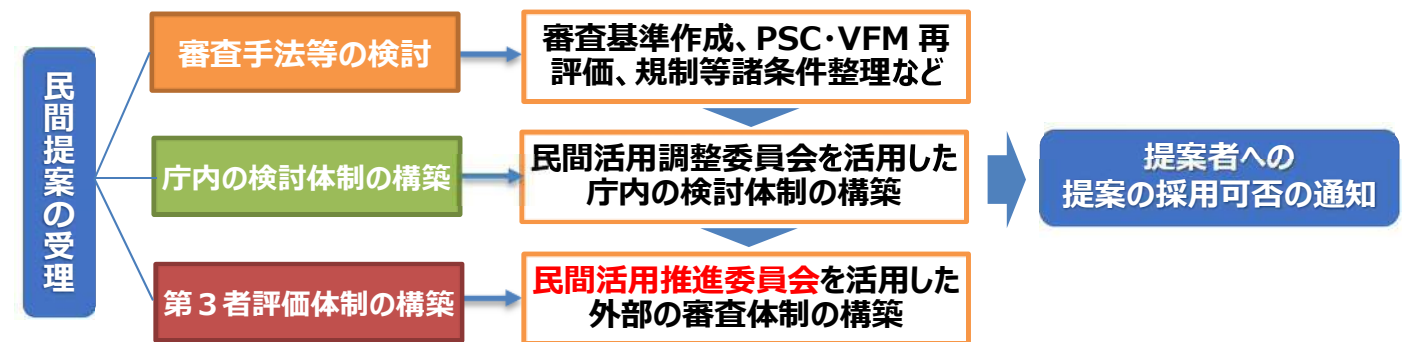 民間提案の受理
審査手法等の検討
審査基準作成、PSC・VFM 再
評価、規制等諸条件整理など
庁内の検討体制の構築
民間活用調整委員会を活用した
庁内の検討体制の構築
第３者評価体制の構築
民間活用推進委員会を活用した
外部の審査体制の構築
提案者への
提案の採用可否の通知